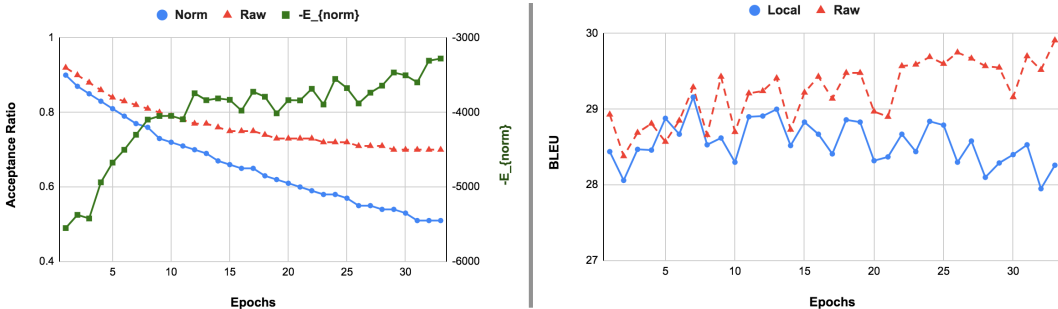 Norm Raw -E_{norm}
1
0.8
0.6
0.4
Acceptance Ratio
-3000
-4000
-5000
-6000
-E_{norm}
5 10 15 20 25 30
Epochs
Local Raw
30
29
28
27
BLEU
5 10 15 20 25 30
Epochs